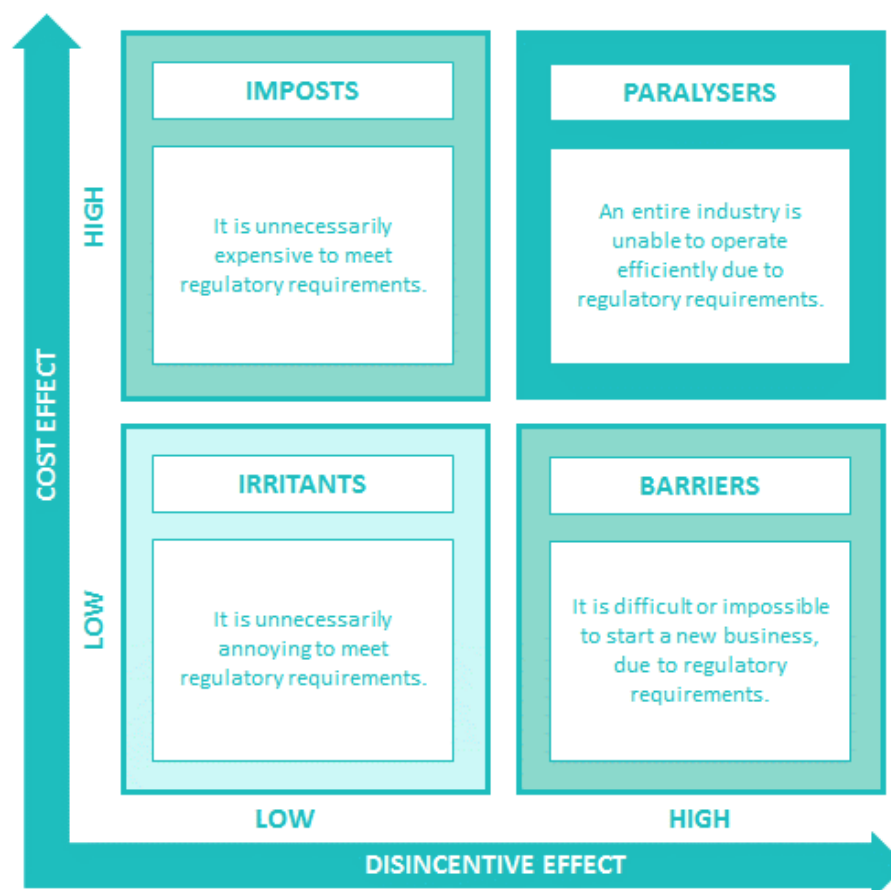 IMPOSTS
It is unnecessarily
expensive to meet
regulatory requirements.
PARALYSERS
An entire industry is
unable to operate
efficiently due to
regulatory requirements.
HIGH
COST EFFECT
LOW
IRRITANTS
It is unnecessarily
annoying to meet
regulatory requirements.
BARRIERS
It is difficult or impossible
to start a new business,
due to regulatory
requirements.
LOW
HIGH
DISINCENTIVE EFFECT